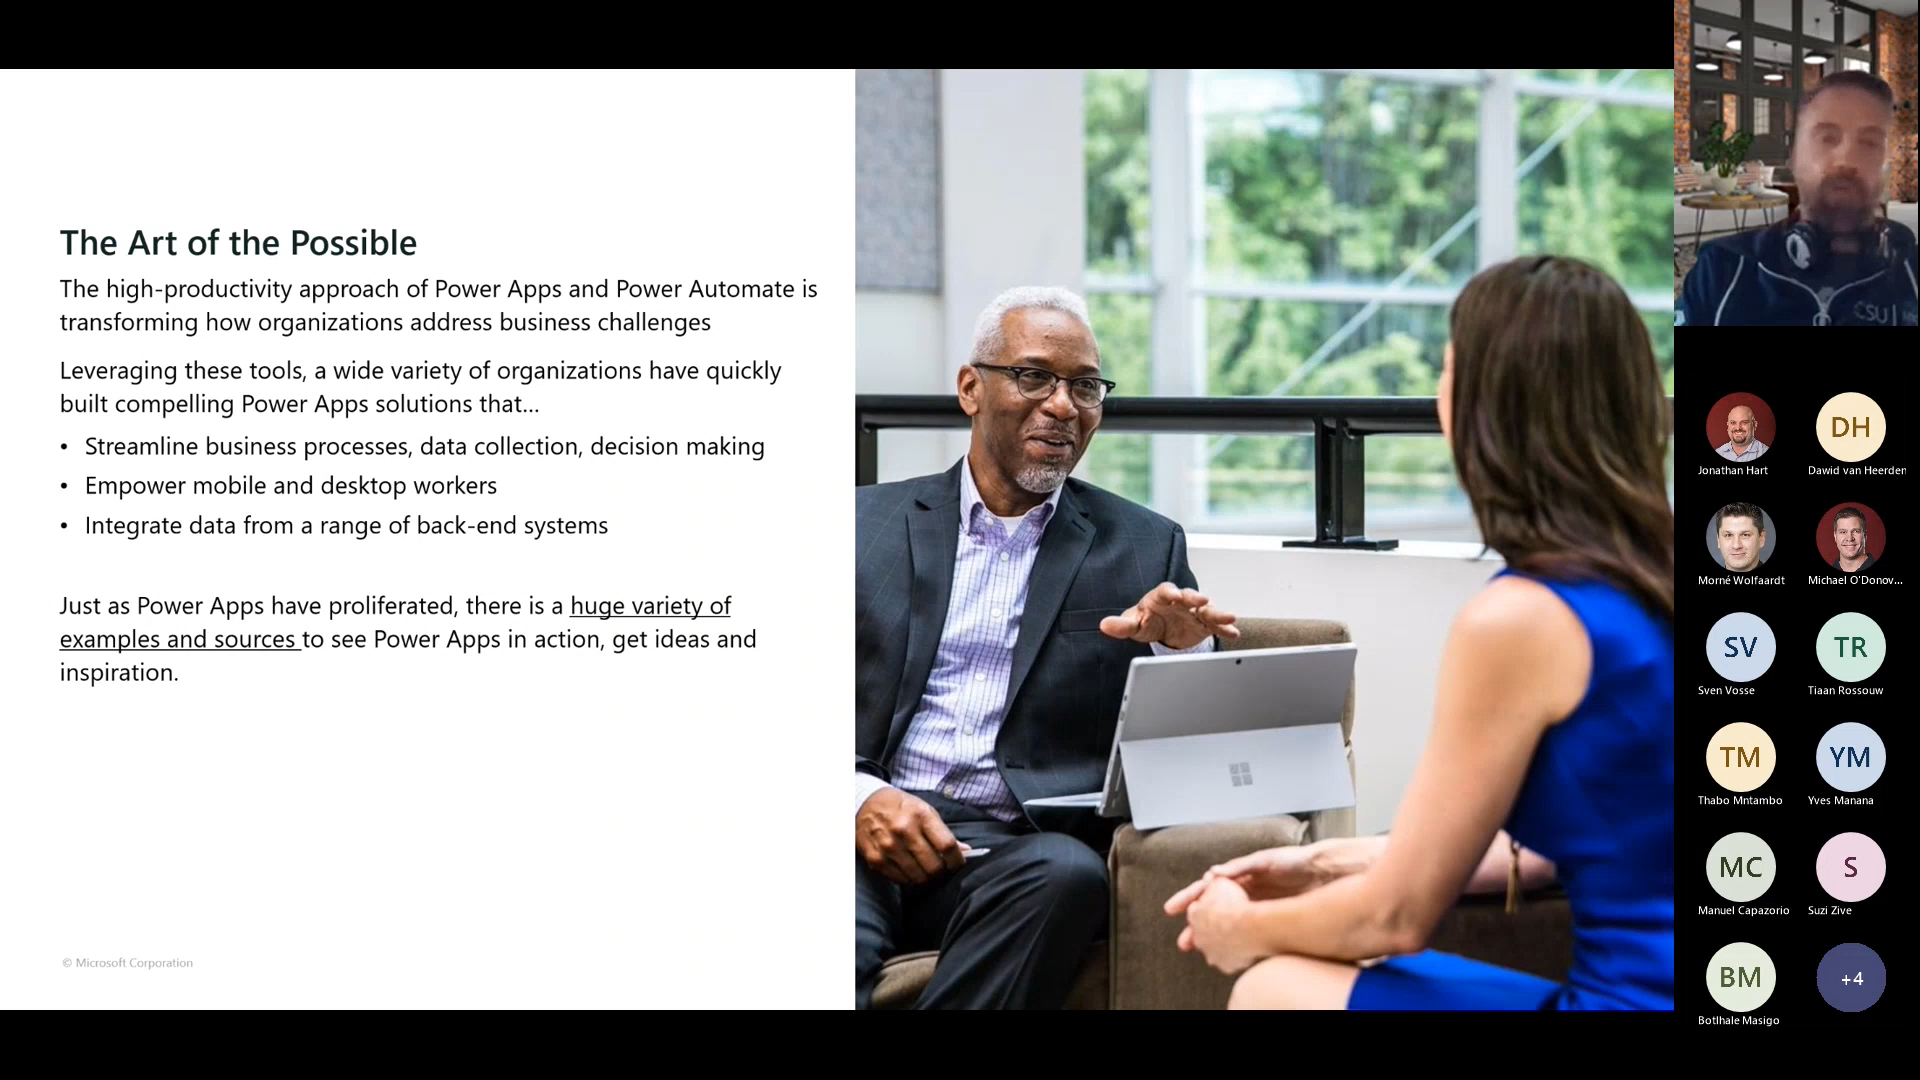 The Art of the Possible
The high-productivity approach of Power Apps and Power Automate is
transforming how organizations address business challenges
Leveraging these tools, a wide variety of organizations have quickly
built compelling Power Apps solutions that...
• Streamline business processes, data collection, decision making
• Empower mobile and desktop workers
• Integrate data from a range of back-end systems
Just as Power Apps have proliferated, there is a huge variety of
examples and sources to see Power Apps in action, get ideas and
inspiration.
© Microsoft Corporation
CSU
Jonathan Hart
DH
Dawid van Heerden
Morné Wolfaardt
Michael O'Donov...
SV
Sven Vosse
TR
Tiaan Rossouw
TM
Thabo Mntambo
YM
Yves Manana
MC
Manuel Capazorio
S
Suzi Zive
BM
Botlhale Masigo
+4